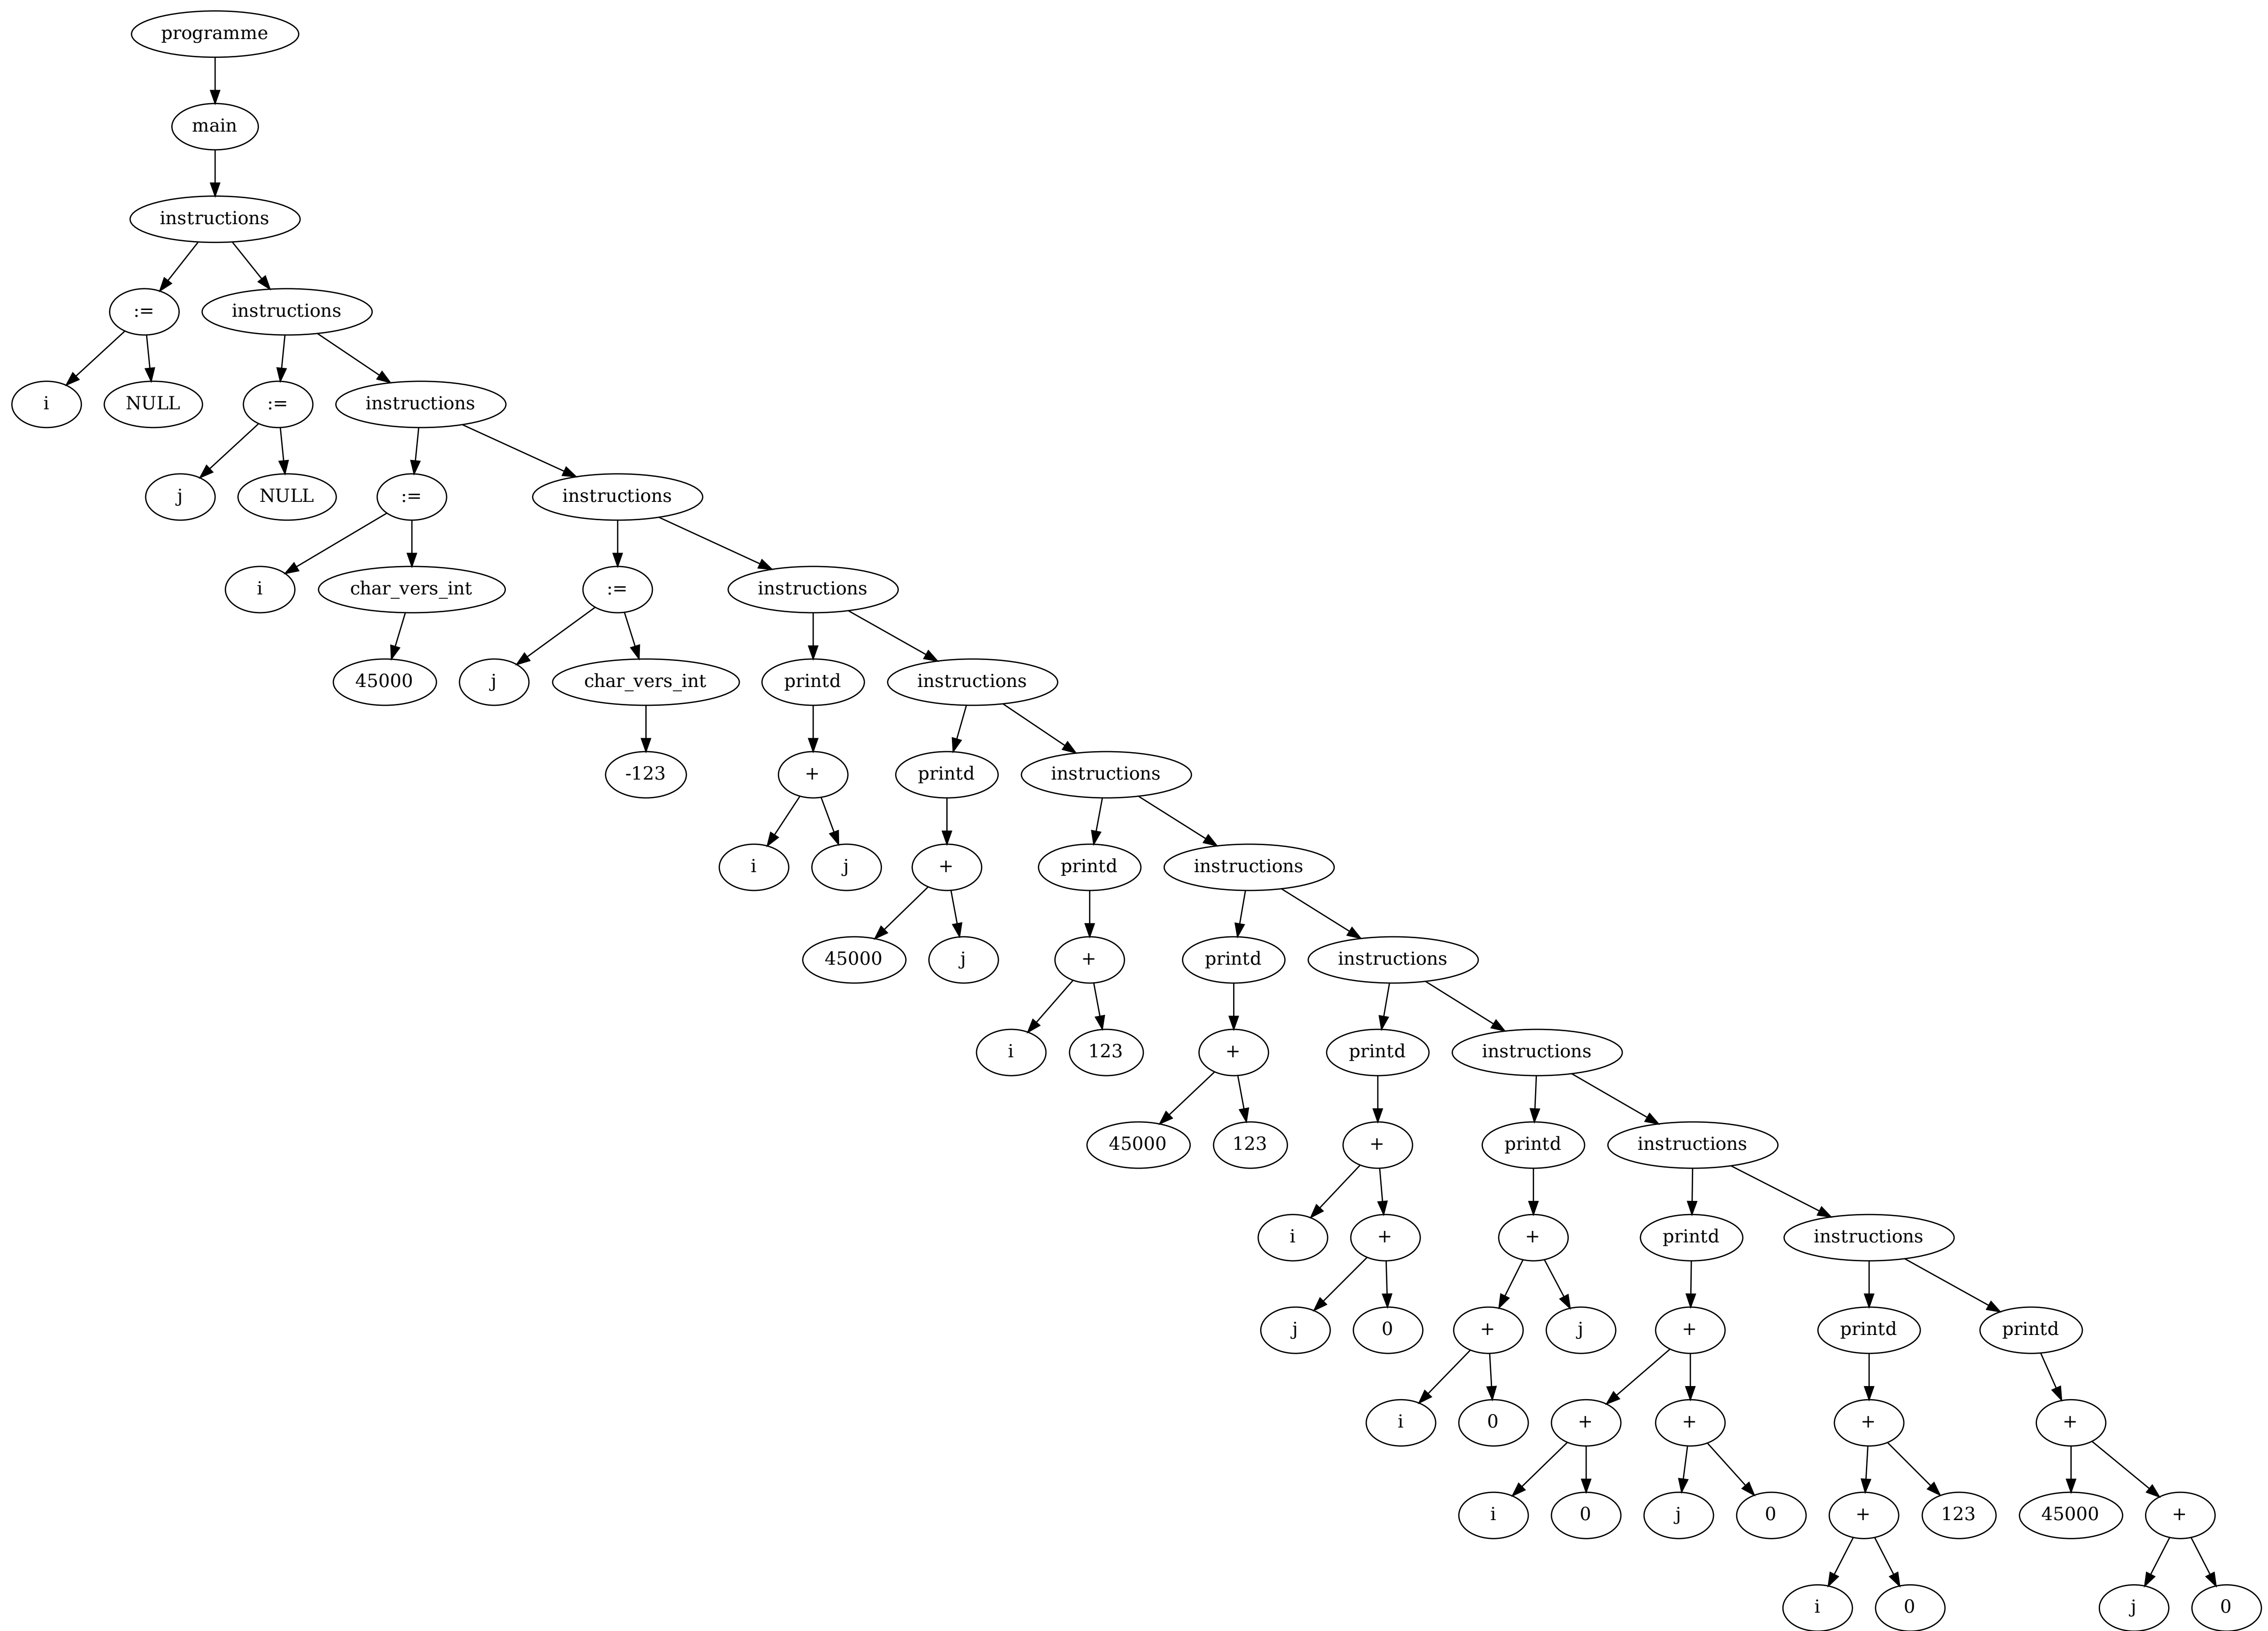 programme
main
instructions
:= instructions
i NULL := instructions
j NULL := instructions
i char_vers_int := instructions
45000 j char_vers_int printd instructions
-123 + printd instructions
i j + printd instructions
45000 j + printd instructions
i 123 + printd instructions
45000 123 + printd instructions
i + + printd instructions
j 0 + j + printd printd
i 0 + + + +
i 0 j 0 + 123 45000 +
i 0 j 0